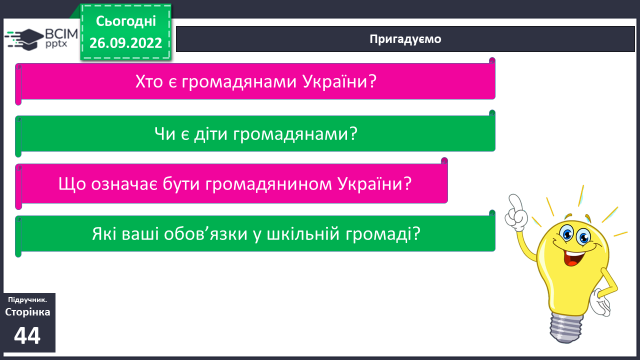 ВСІМ
pptx
Сьогодні
26.09.2022
Пригадуємо
Хто є громадянами України?
Чи є діти громадянами?
Що означає бути громадянином України?
Які ваші обов’язки у шкільній громаді?
Підручник.
Сторінка
44